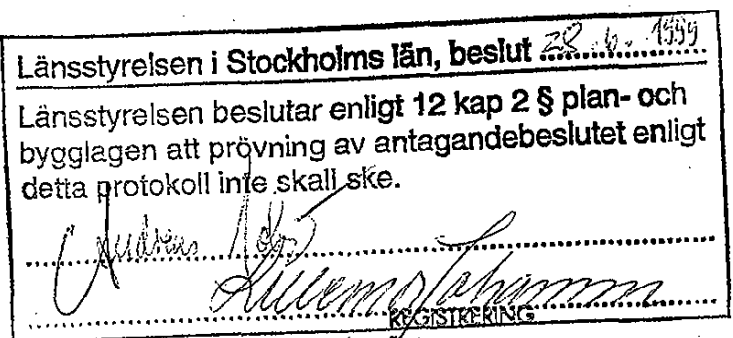 Länsstyrelsen i Stockholms län, beslut 28.6.1999
Länsstyrelsen beslutar enligt 12 kap 2 § plan- och
bygglagen att prövning av antagandebeslutet enligt
detta protokoll inte skall ske.
Andreas
REGISTRERING